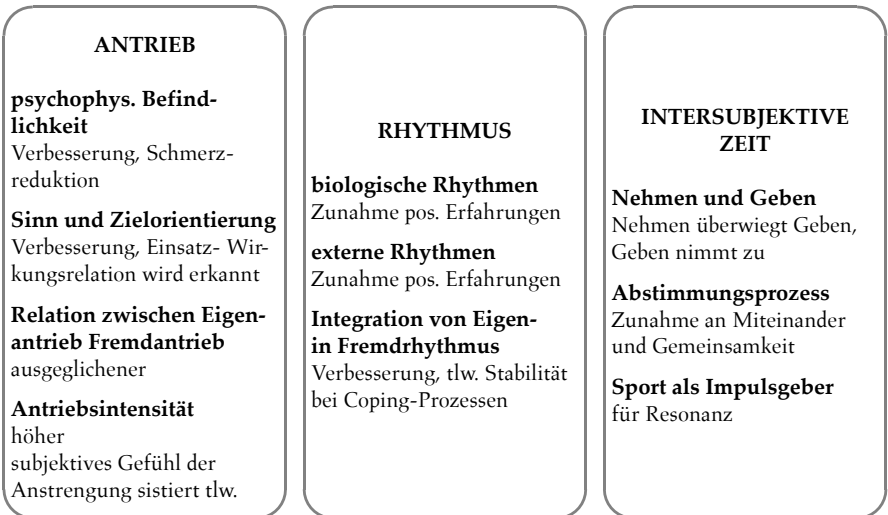 ANTRIEB
psychophys. Befind-
lichkeit
Verbesserung, Schmerz-
reduktion
Sinn und Zielorientierung
Verbesserung, Einsatz- Wir-
kungsrelation wird erkannt
Relation zwischen Eigen-
antrieb Fremdantrieb
ausgeglichener
Antriebsintensität
höher
subjektives Gefühl der
Anstrengung sistiert tlw.
RHYTHMUS
biologische Rhythmen
Zunahme pos. Erfahrungen
externe Rhythmen
Zunahme pos. Erfahrungen
Integration von Eigen-
in Fremdrhythmus
Verbesserung, tlw. Stabilität
bei Coping-Prozessen
INTERSUBJEKTIVE
ZEIT
Nehmen und Geben
Nehmen überwiegt Geben,
Geben nimmt zu
Abstimmungsprozess
Zunahme an Miteinander
und Gemeinsamkeit
Sport als Impulsgeber
für Resonanz